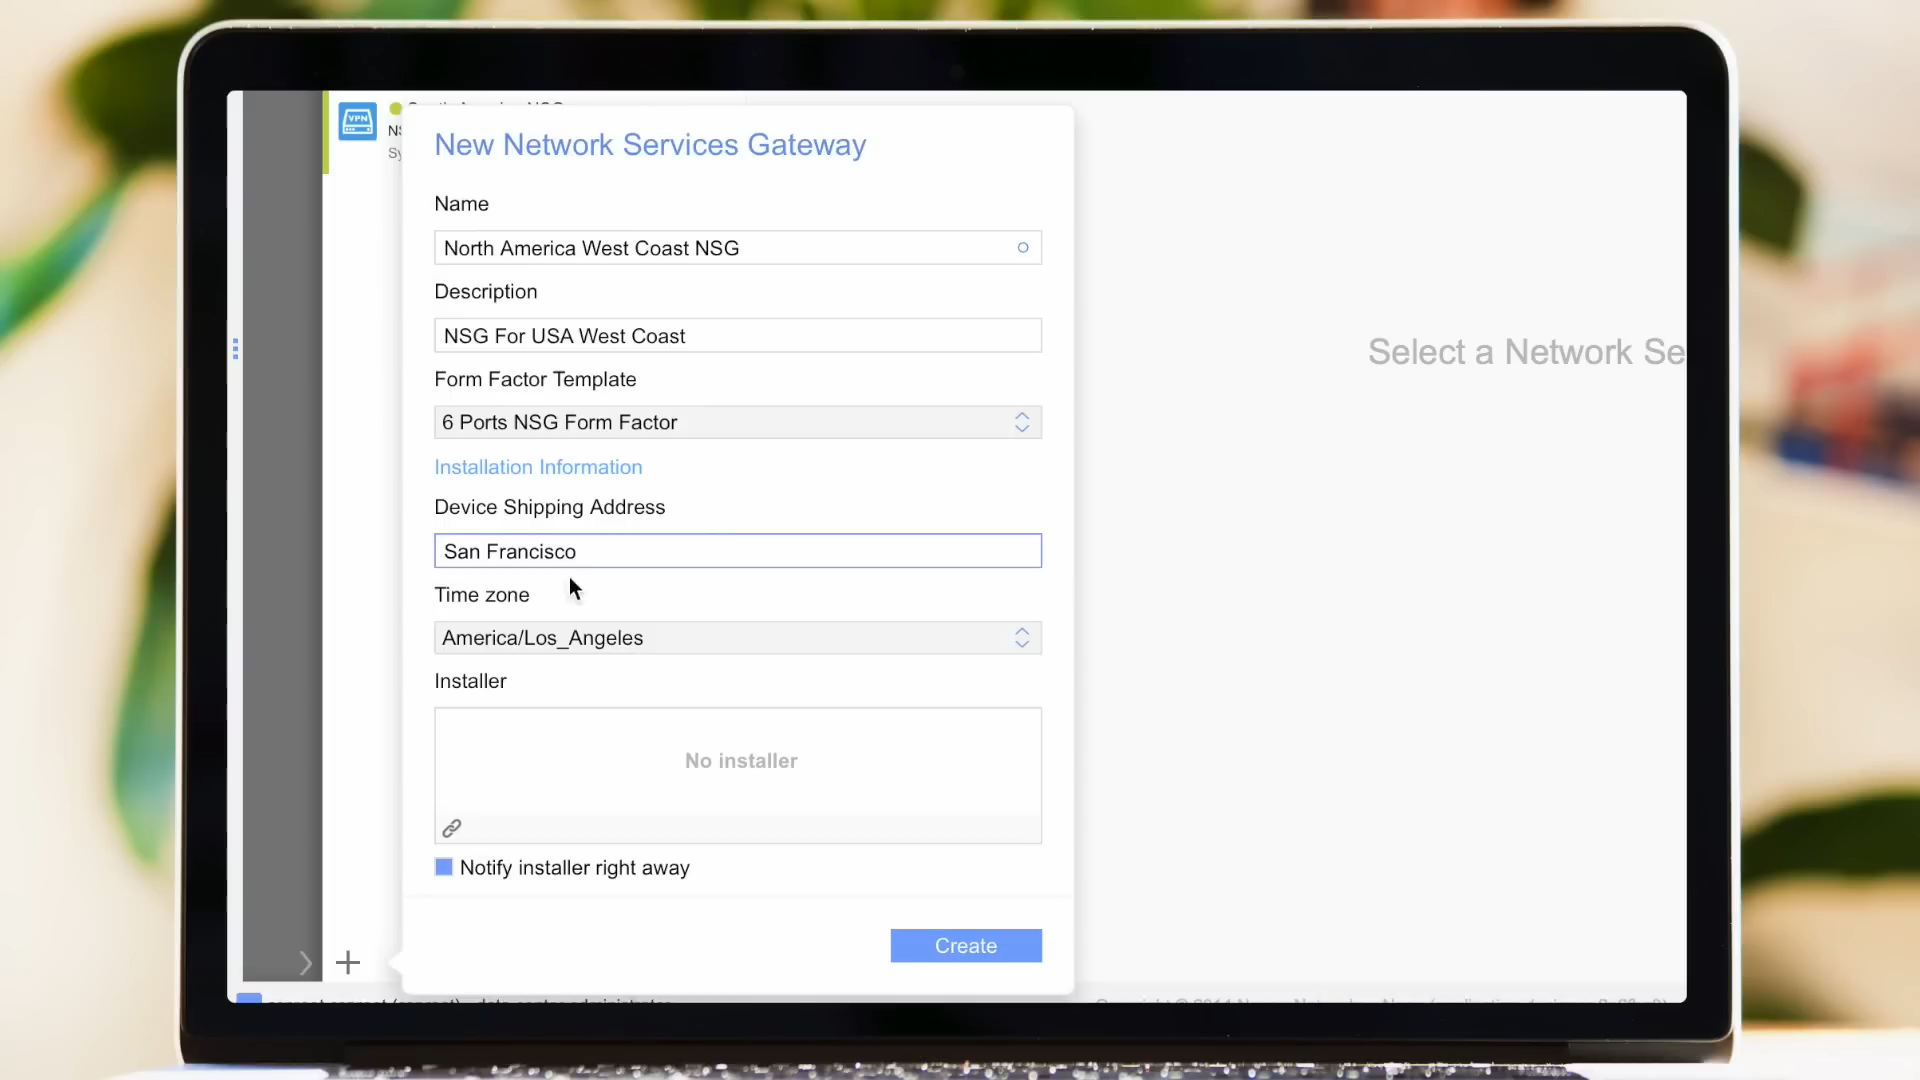 VPN
New Network Services Gateway
Name
North America West Coast NSG
Description
NSG For USA West Coast
Select a Network Se
Form Factor Template
6 Ports NSG Form Factor
Installation Information
Device Shipping Address
San Francisco
Time zone
America/Los_Angeles
Installer
No installer
Notify installer right away
Create